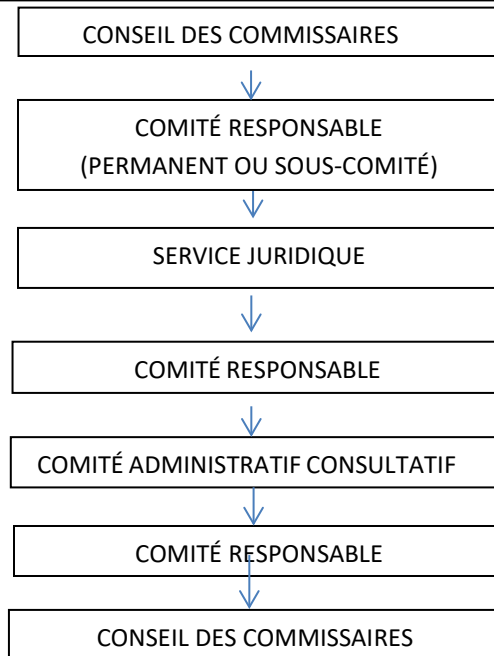 CONSEIL DES COMMISSAIRES
COMITÉ RESPONSABLE
(PERMANENT OU SOUS-COMITÉ)
SERVICE JURIDIQUE
COMITÉ RESPONSABLE
COMITÉ ADMINISTRATIF CONSULTATIF
COMITÉ RESPONSABLE
CONSEIL DES COMMISSAIRES